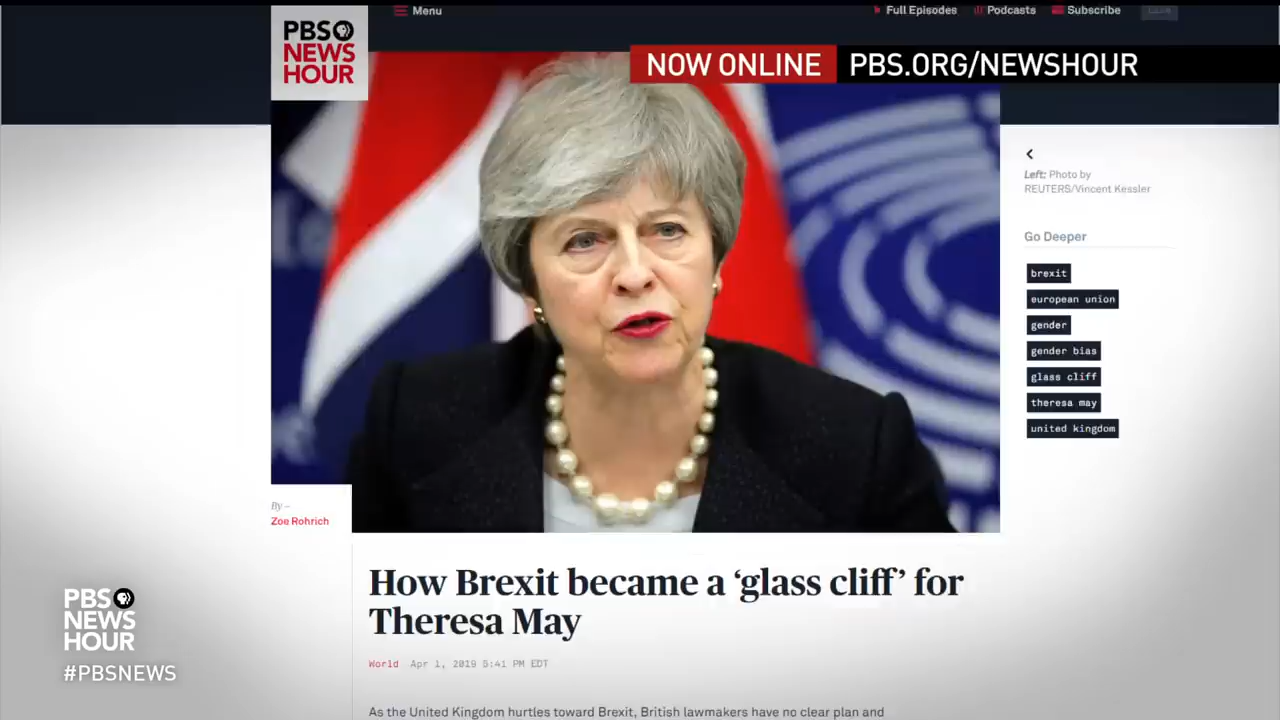 PBS
NEWS
HOUR
Menu
Full Episodes
Podcasts
Subscribe
NOW ONLINE
PBS.ORG/NEWSHOUR
Left: Photo by
REUTERS/Vincent Kessler
Go Deeper
brexit
european union
gender
gender bias
glass cliff
theresa may
united kingdom
By –
Zoe Rohrich
How Brexit became a ‘glass cliff’ for
Theresa May
World Apr 1, 2019 5:41 PM EDT
As the United Kingdom hurtles toward Brexit, British lawmakers have no clear plan and
PBS
NEWS
HOUR
#PBSNEWS